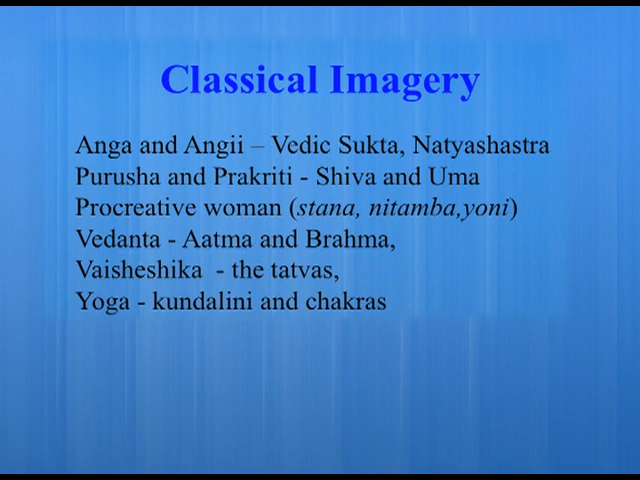 Classical Imagery
Anga and Angii – Vedic Sukta, Natyashastra
Purusha and Prakriti - Shiva and Uma
Procreative woman (stana, nitamba,yoni)
Vedanta - Aatma and Brahma,
Vaisheshika  - the tatvas,
Yoga - kundalini and chakras